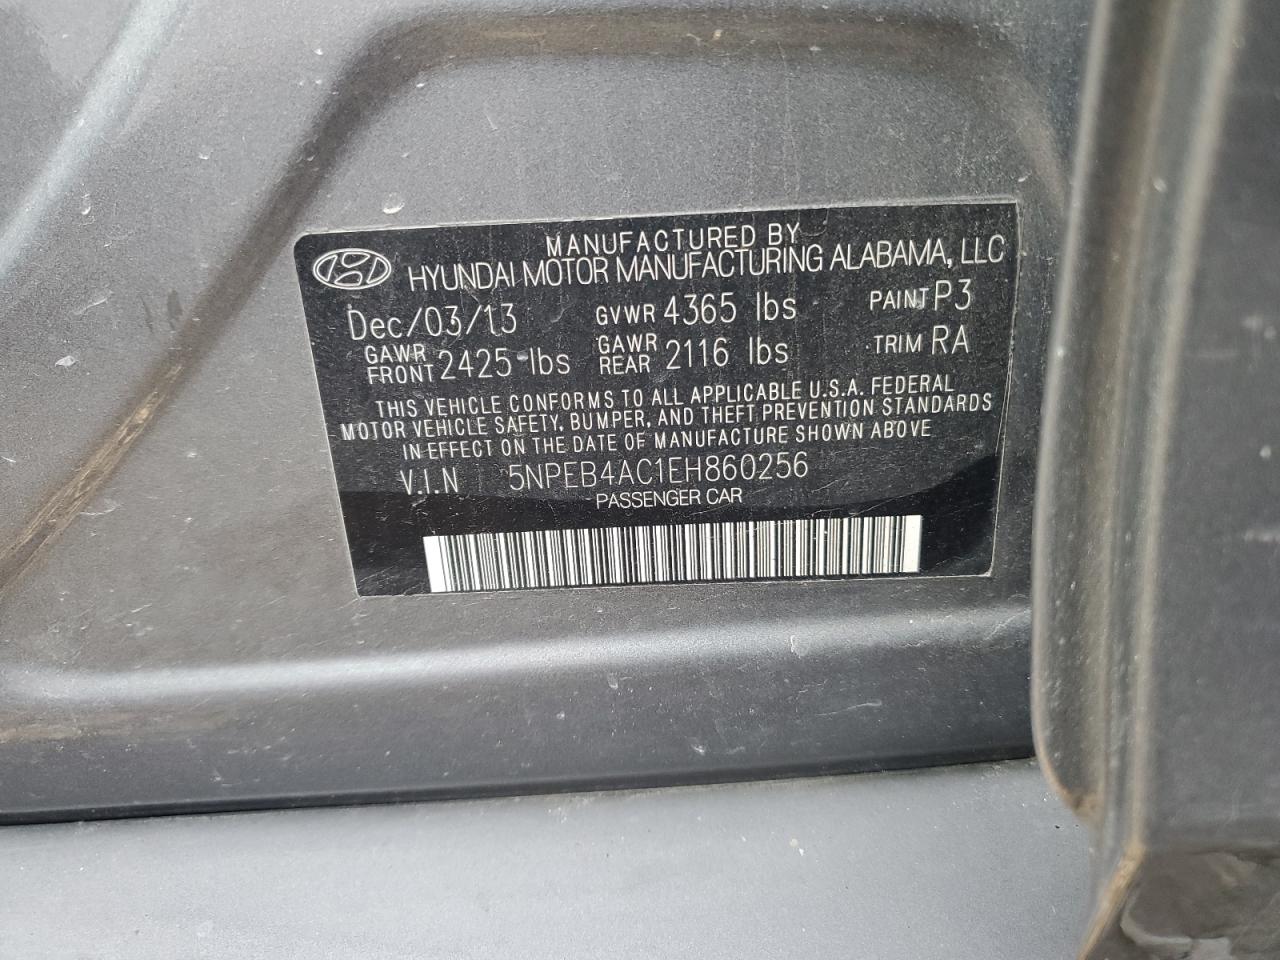 MANUFACTURED BY
HYUNDAI MOTOR MANUFACTURING ALABAMA, LLC
Dec/03/13 GVWR 4365 lbs PAINT P3
GAWR FRONT 2425 lbs GAWR REAR 2116 lbs TRIM RA
THIS VEHICLE CONFORMS TO ALL APPLICABLE U.S.A. FEDERAL
MOTOR VEHICLE SAFETY, BUMPER, AND THEFT PREVENTION STANDARDS
IN EFFECT ON THE DATE OF MANUFACTURE SHOWN ABOVE
V.I.N 5NPEB4AC1EH860256
PASSENGER CAR